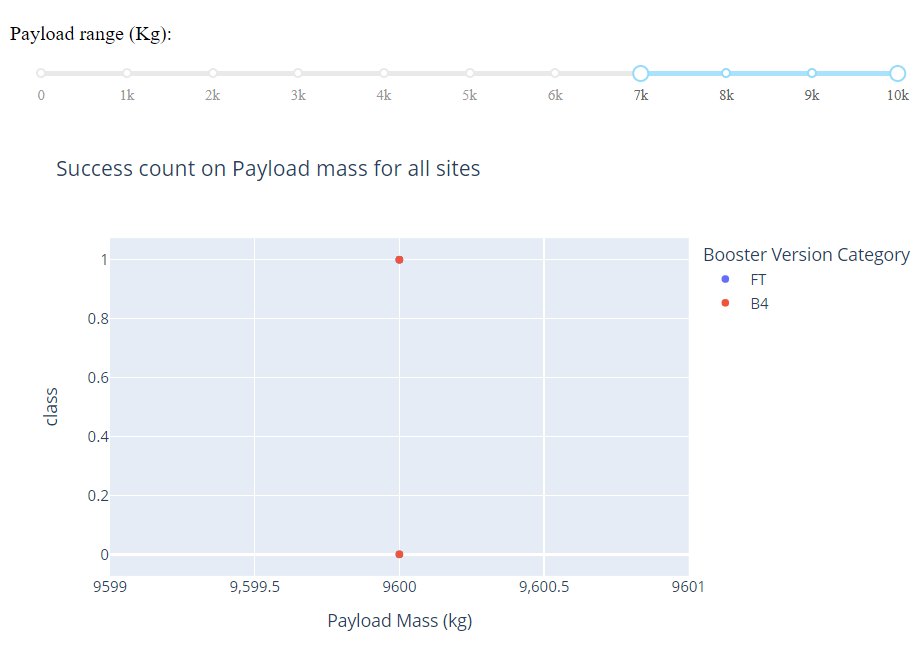 Payload range (Kg):
0 1k 2k 3k 4k 5k 6k 7k 8k 9k 10k
Success count on Payload mass for all sites
Booster Version Category
FT
B4
1
0.8
0.6
0.4
0.2
0
class
9599 9,599.5 9600 9,600.5 9601
Payload Mass (kg)